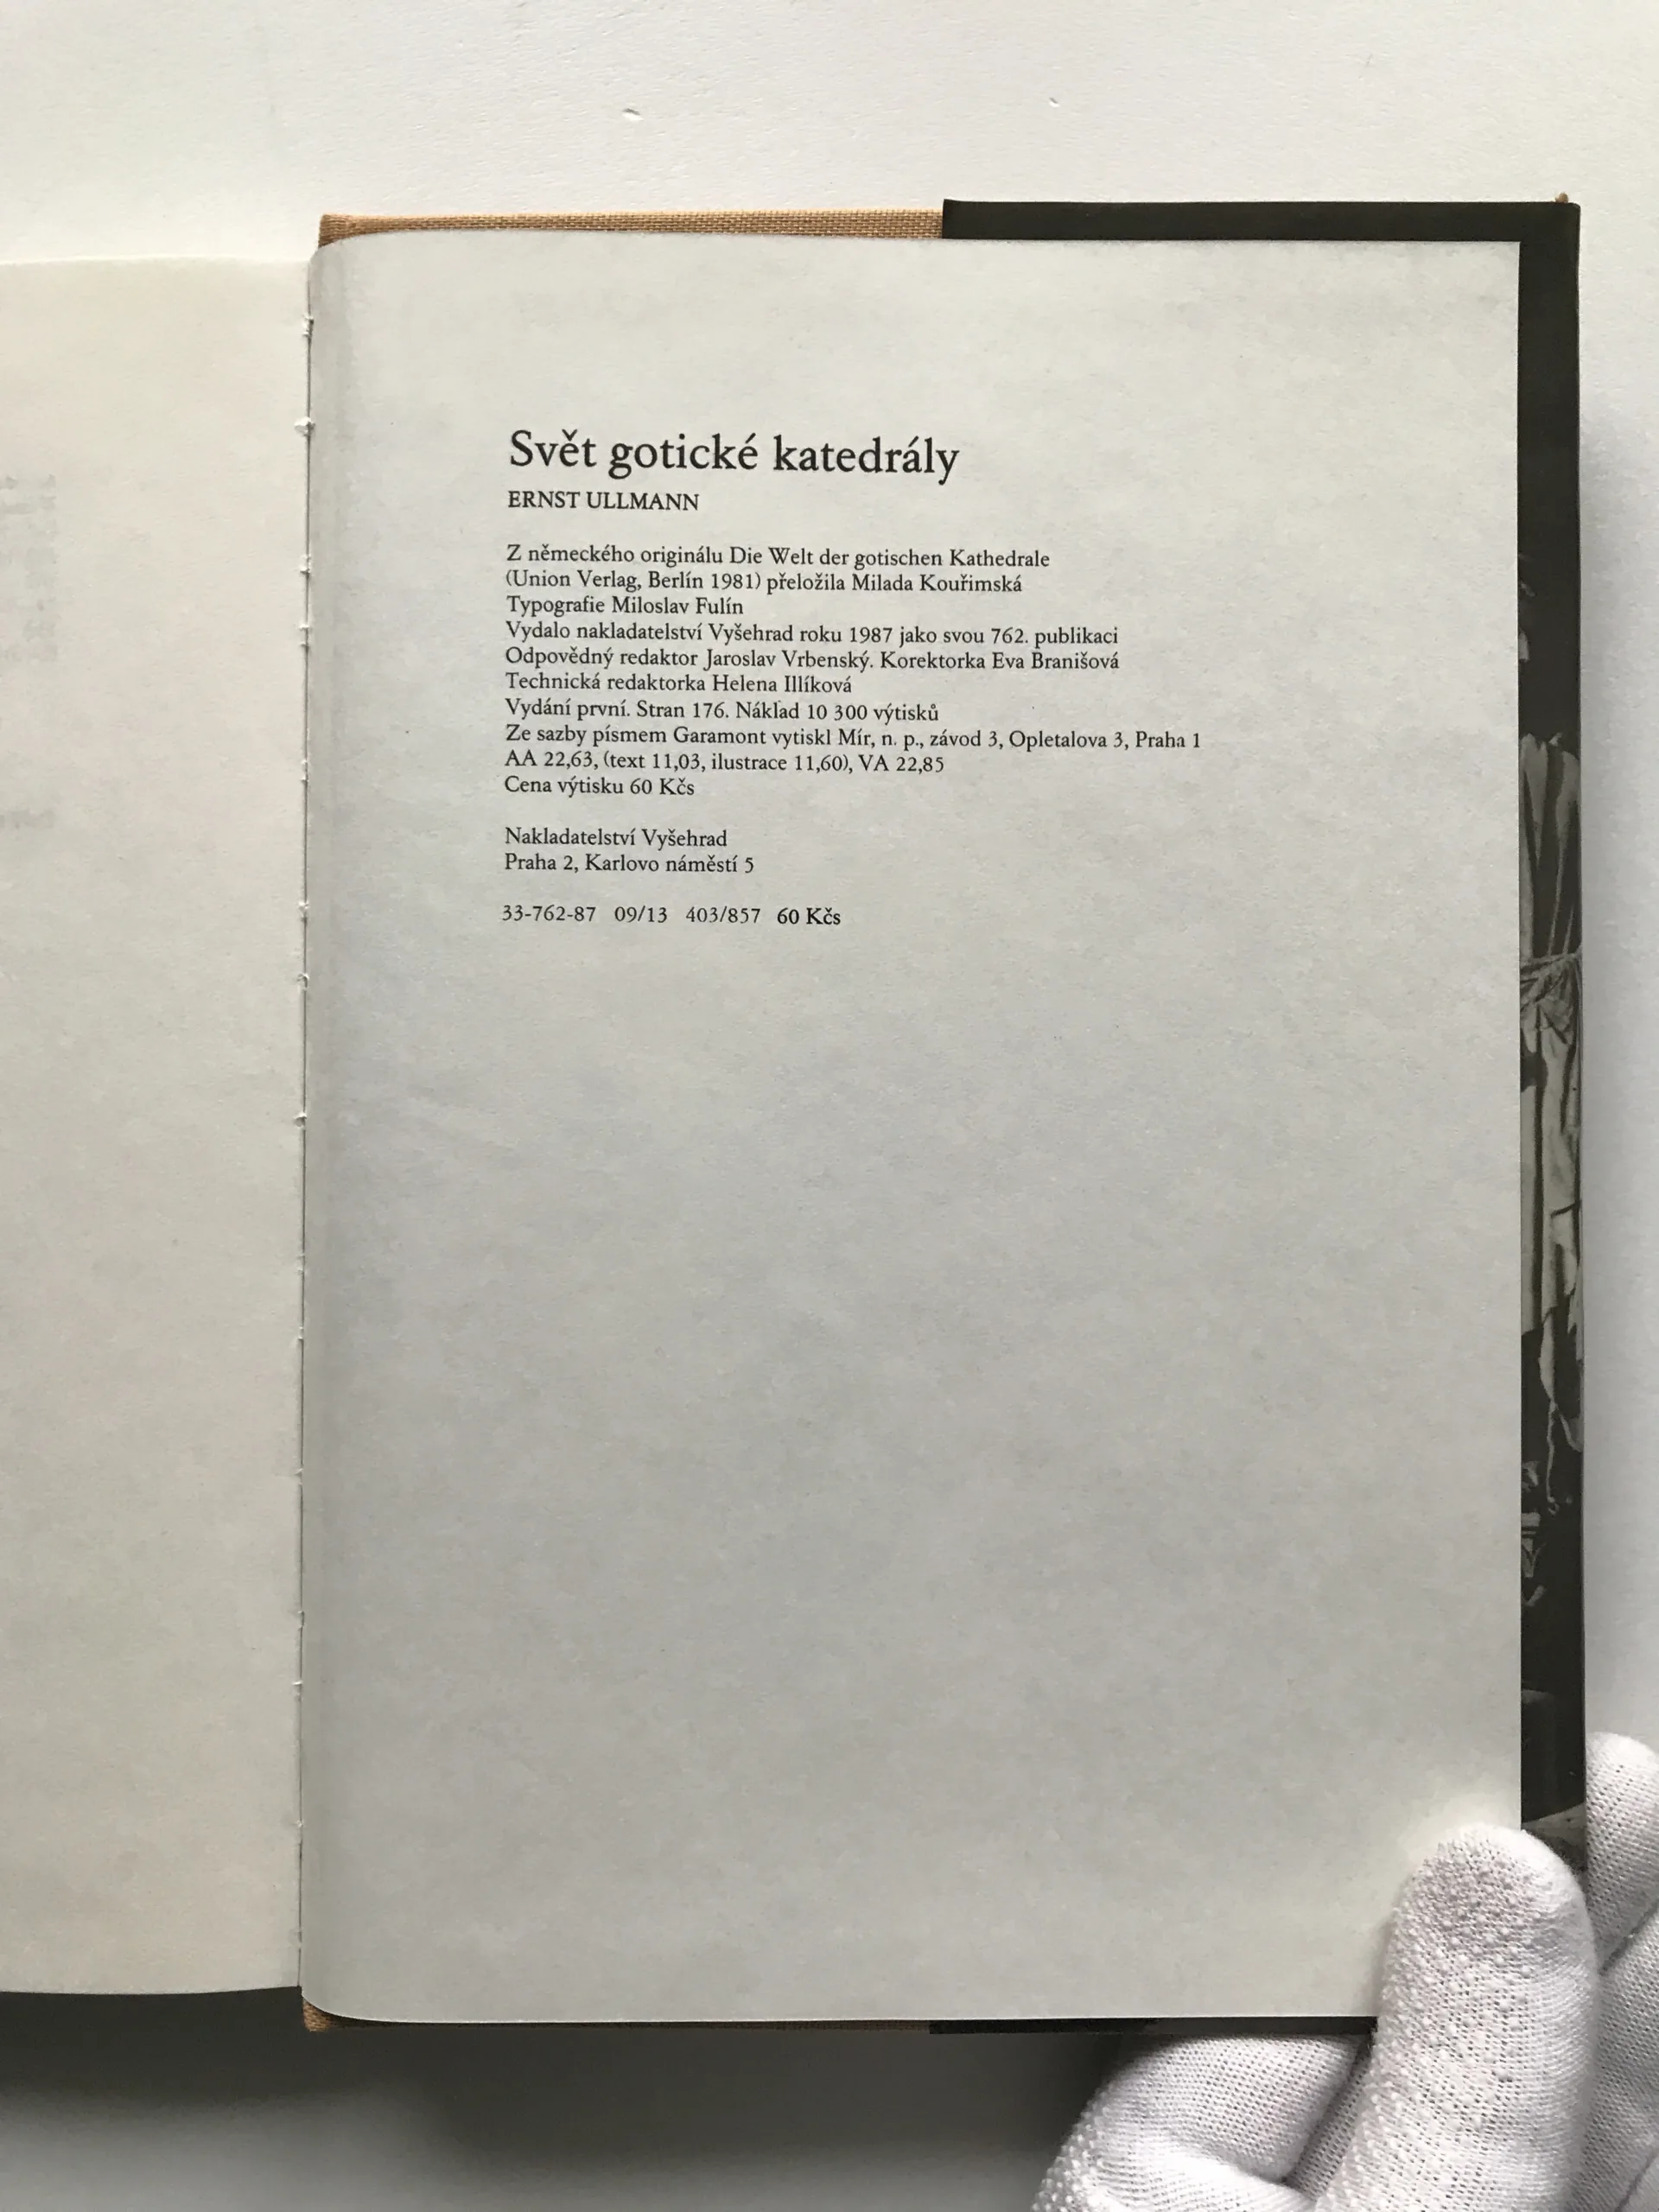 Svět gotické katedrály
ERNST ULLMANN
Z německého originálu Die Welt der gotischen Kathedrale
(Union Verlag, Berlín 1981) přeložila Milada Kouřimská
Typografie Miloslav Fulín
Vydalo nakladatelství Vyšehrad roku 1987 jako svou 762. publikaci
Odpovědný redaktor Jaroslav Vrbenský. Korektorka Eva Branišová
Technická redaktorka Helena Illíková
Vydání první. Stran 176. Náklad 10 300 výtisků
Ze sazby písmem Garamont vytiskl Mír, n. p., závod 3, Opletalova 3, Praha 1
AA 22,63, (text 11,03, ilustrace 11,60), VA 22,85
Cena výtisku 60 Kčs
Nakladatelství Vyšehrad
Praha 2, Karlovo náměstí 5
33-762-87 09/13 403/857 60 Kčs